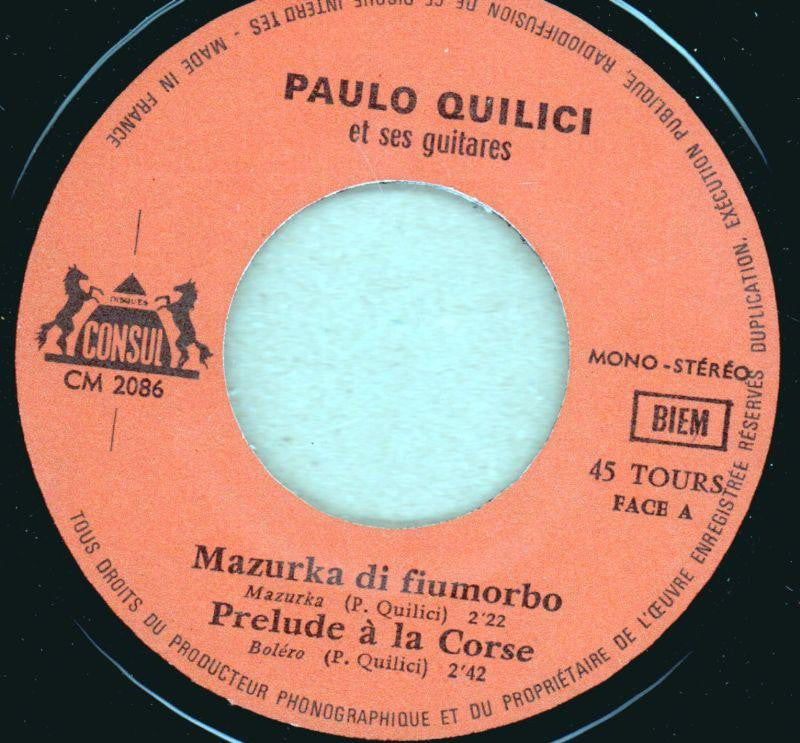 PAULO QUILICI
et ses guitares
DISQUES
CONSUL
CM 2086
MONO-STÉRÉO
BIEM
45 TOURS
FACE A
Mazurka di fiumorbo
Mazurka (P. Quilici) 2'22
Prelude à la Corse
Boléro (P. Quilici) 2'42
TOUS DROITS DU PRODUCTEUR PHONOGRAPHIQUE ET DU PROPRIÉTAIRE DE L'ŒUVRE ENREGISTRÉE RÉSERVÉS DUPLICATION, EXÉCUTION PUBLIQUE, RADIODIFFUSION DE CE DISQUE INTERDITES - MADE IN FRANCE